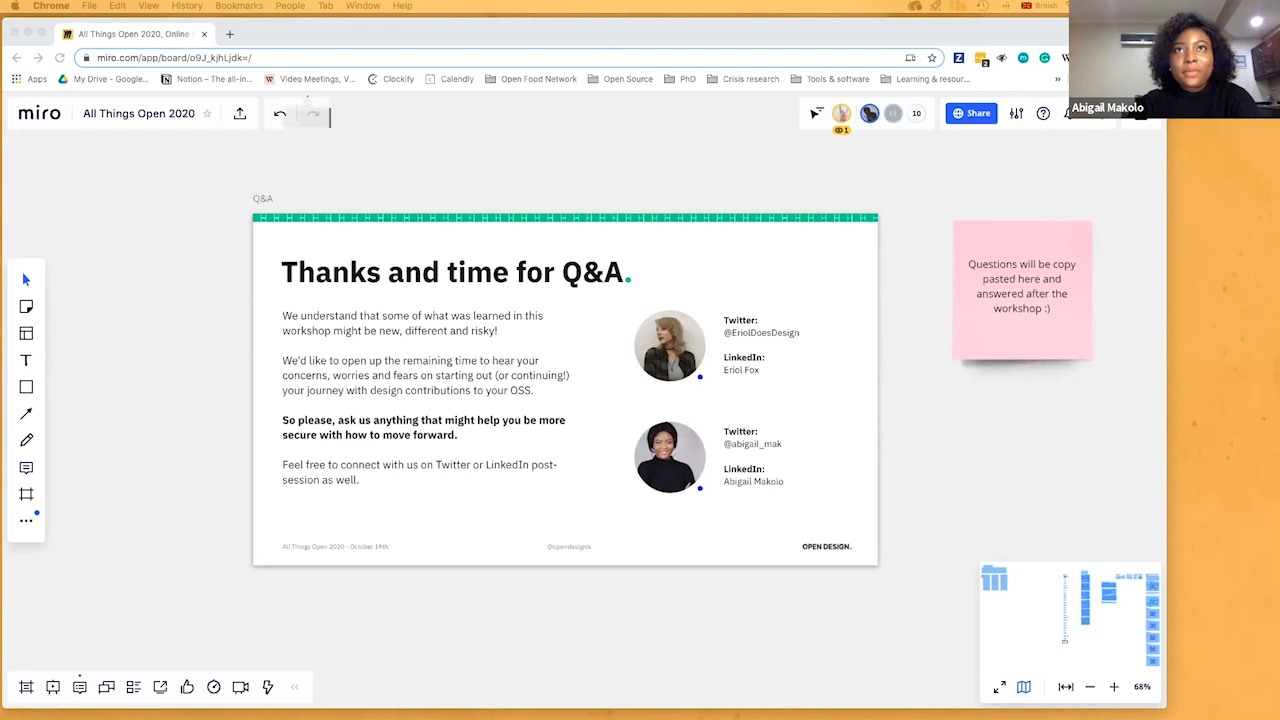 Chrome File Edit View History Bookmarks People Tab Window Help
British
All Things Open 2020, Online
miro.com/app/board/o9J_kjhLjdk=/
Apps My Drive - Google... Notion – The all-in... Video Meetings, V... Clockify Calendly Open Food Network Open Source PhD Crisis research Tools & software Learning & resour...
Abigail Makolo
miro All Things Open 2020
10
Share
1
Q&A
Thanks and time for Q&A.
We understand that some of what was learned in this
workshop might be new, different and risky!
We'd like to open up the remaining time to hear your
concerns, worries and fears on starting out (or continuing!)
your journey with design contributions to your OSS.
So please, ask us anything that might help you be more
secure with how to move forward.
Feel free to connect with us on Twitter or LinkedIn post-
session as well.
Twitter:
@EriolDoesDesign
LinkedIn:
Eriol Fox
Twitter:
@abigail_mak
LinkedIn:
Abigail Makolo
All Things Open 2020 - October 19th
@opendesignis
OPEN DESIGN.
Questions will be copy
pasted here and
answered after the
workshop :)
68%